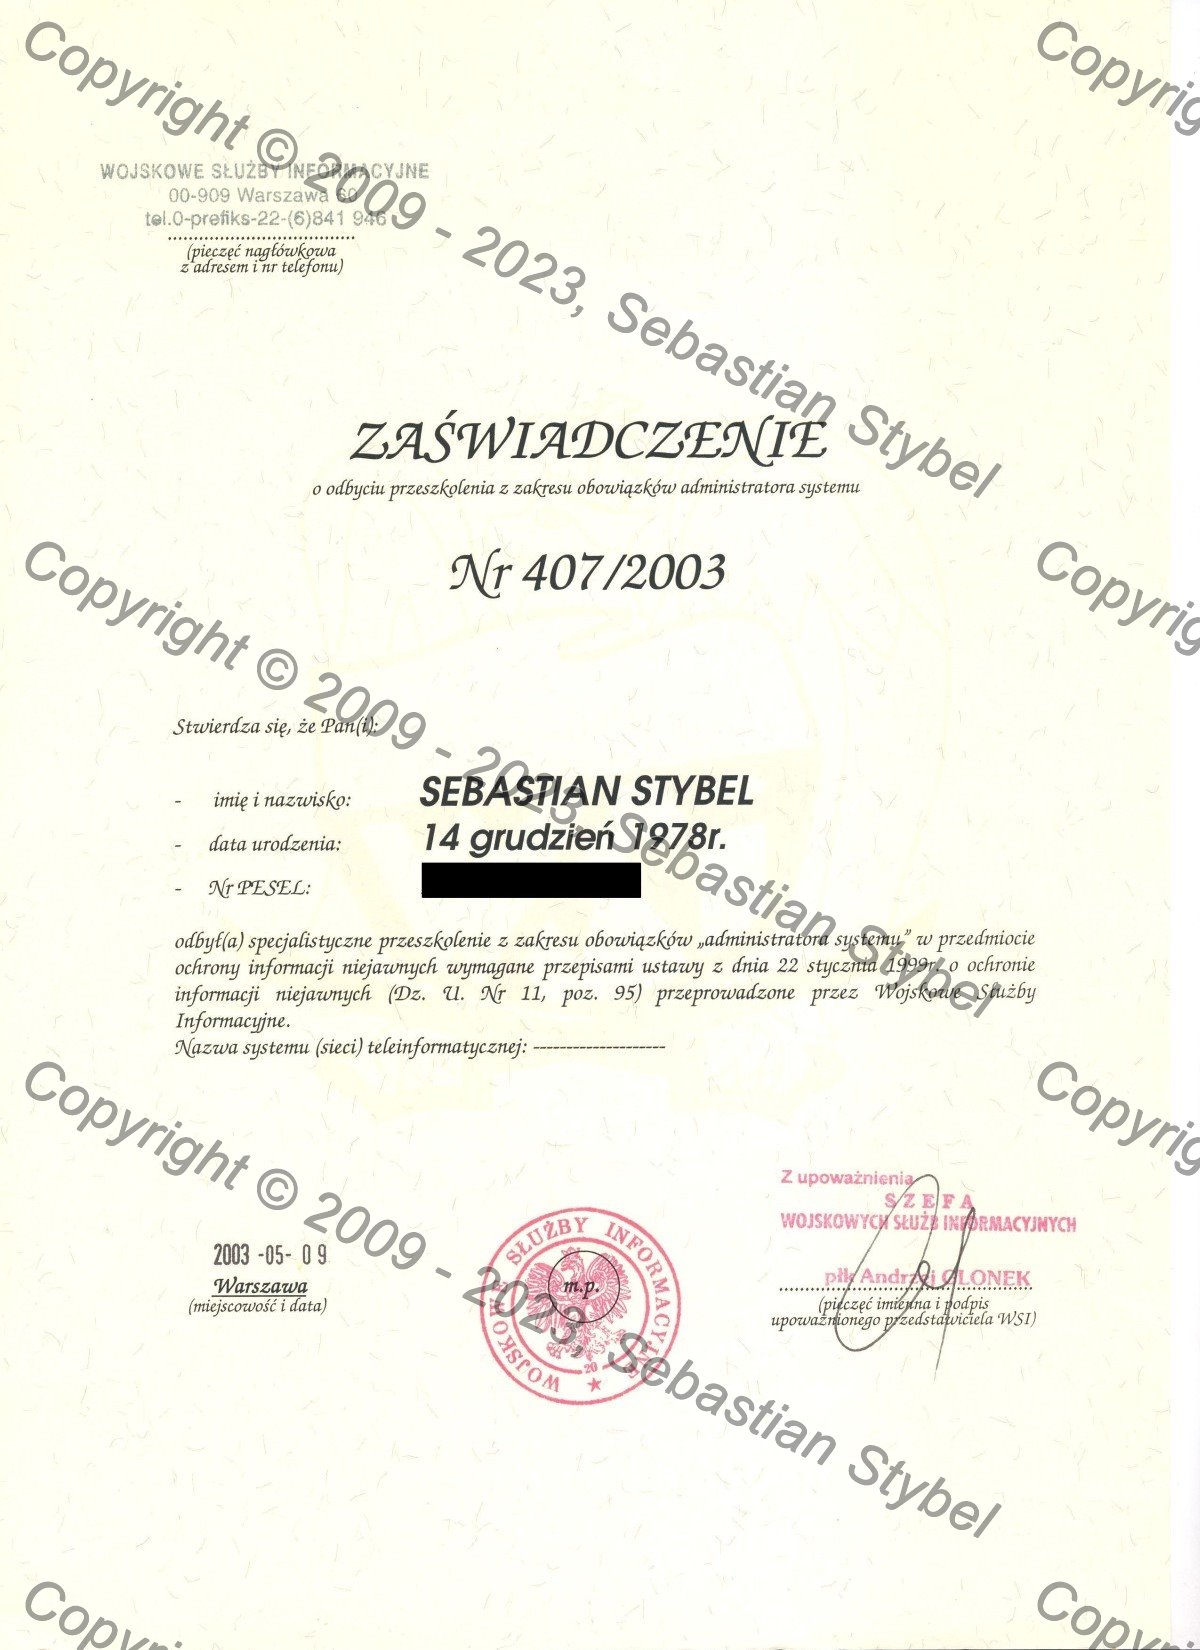 WOJSKOWE SŁUŻBY INFORMACYJNE
00-909 Warszawa 60
tel.0-prefiks-22-(6)841 946
(pieczęć nagłówkowa
z adresem i nr telefonu)
ZAŚWIADCZENIE
o odbyciu przeszkolenia z zakresu obowiązków administratora systemu
Nr 407/2003
Stwierdza się, że Pan(i):
- imię i nazwisko: SEBASTIAN STYBEL
- data urodzenia: 14 grudzień 1978r.
- Nr PESEL:
odbył(a) specjalistyczne przeszkolenie z zakresu obowiązków „administratora systemu” w przedmiocie
ochrony informacji niejawnych wymagane przepisami ustawy z dnia 22 stycznia 1999r. o ochronie
informacji niejawnych (Dz. U. Nr 11, poz. 95) przeprowadzone przez Wojskowe Służby
Informacyjne.
Nazwa systemu (sieci) teleinformatycznej: --------------------
Z upoważnienia
SZEFA
WOJSKOWYCH SŁUŻB INFORMACYJNYCH
płk Andrzej GLONEK
(pieczęć imienna i podpis
upoważnionego przedstawiciela WSI)
2003 -05- 09
Warszawa
(miejscowość i data)
WOJSKOWE SŁUŻBY INFORMACYJNE
m.p.
20
Copyright © 2009 - 2023, Sebastian Stybel
Copyrig
Copyright © 2009 - 2023, Sebastian Stybel
Copyrig
Copyright © 2009 - 2023, Sebastian Stybel
Copyrig
Copyri
Copyrig